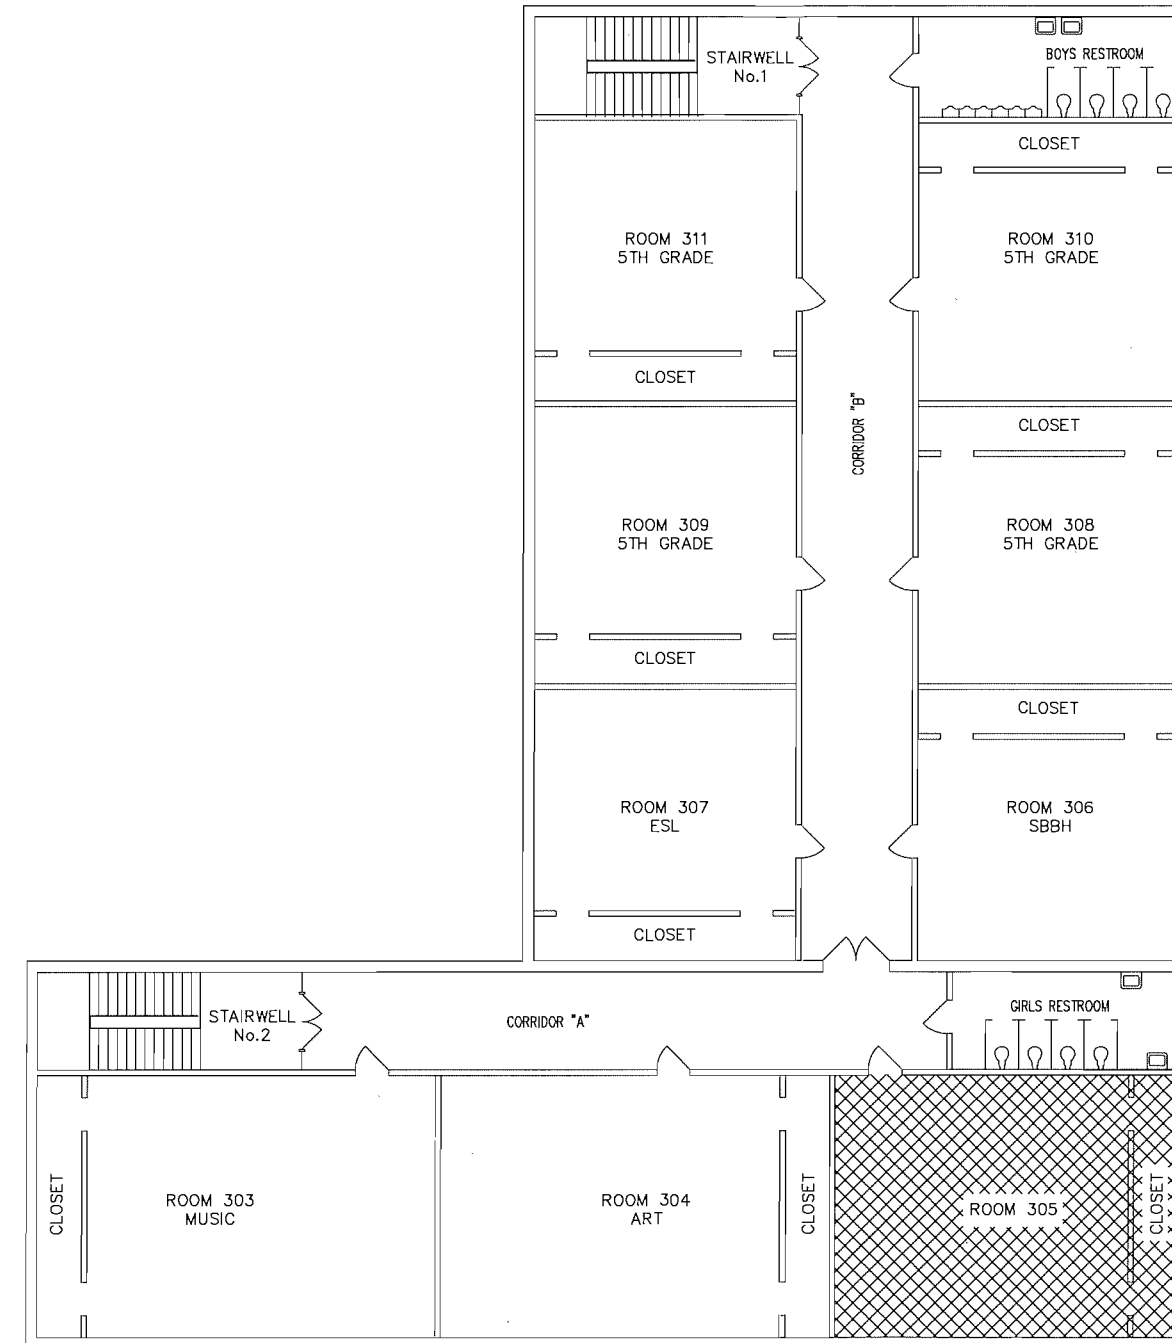 STAIRWELL
No.1
BOYS RESTROOM
CLOSET
ROOM 311
5TH GRADE
ROOM 310
5TH GRADE
CLOSET
CORRIDOR "B"
CLOSET
ROOM 309
5TH GRADE
ROOM 308
5TH GRADE
CLOSET
CLOSET
ROOM 307
ESL
ROOM 306
SBBH
CLOSET
STAIRWELL
No.2
CORRIDOR "A"
GIRLS RESTROOM
CLOSET
ROOM 303
MUSIC
ROOM 304
ART
CLOSET
ROOM 305
CLOSET